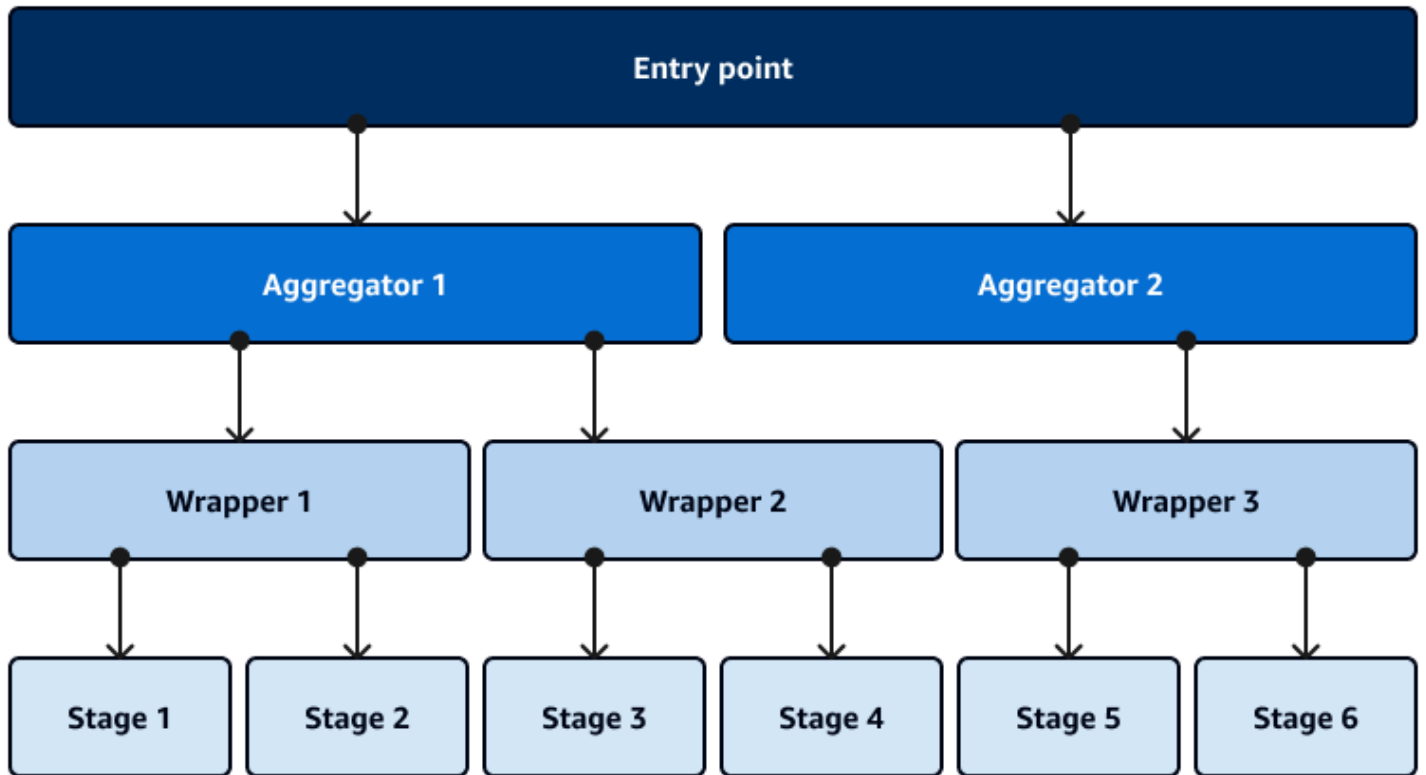 Entry point
Aggregator 1
Aggregator 2
Wrapper 1
Wrapper 2
Wrapper 3
Stage 1
Stage 2
Stage 3
Stage 4
Stage 5
Stage 6